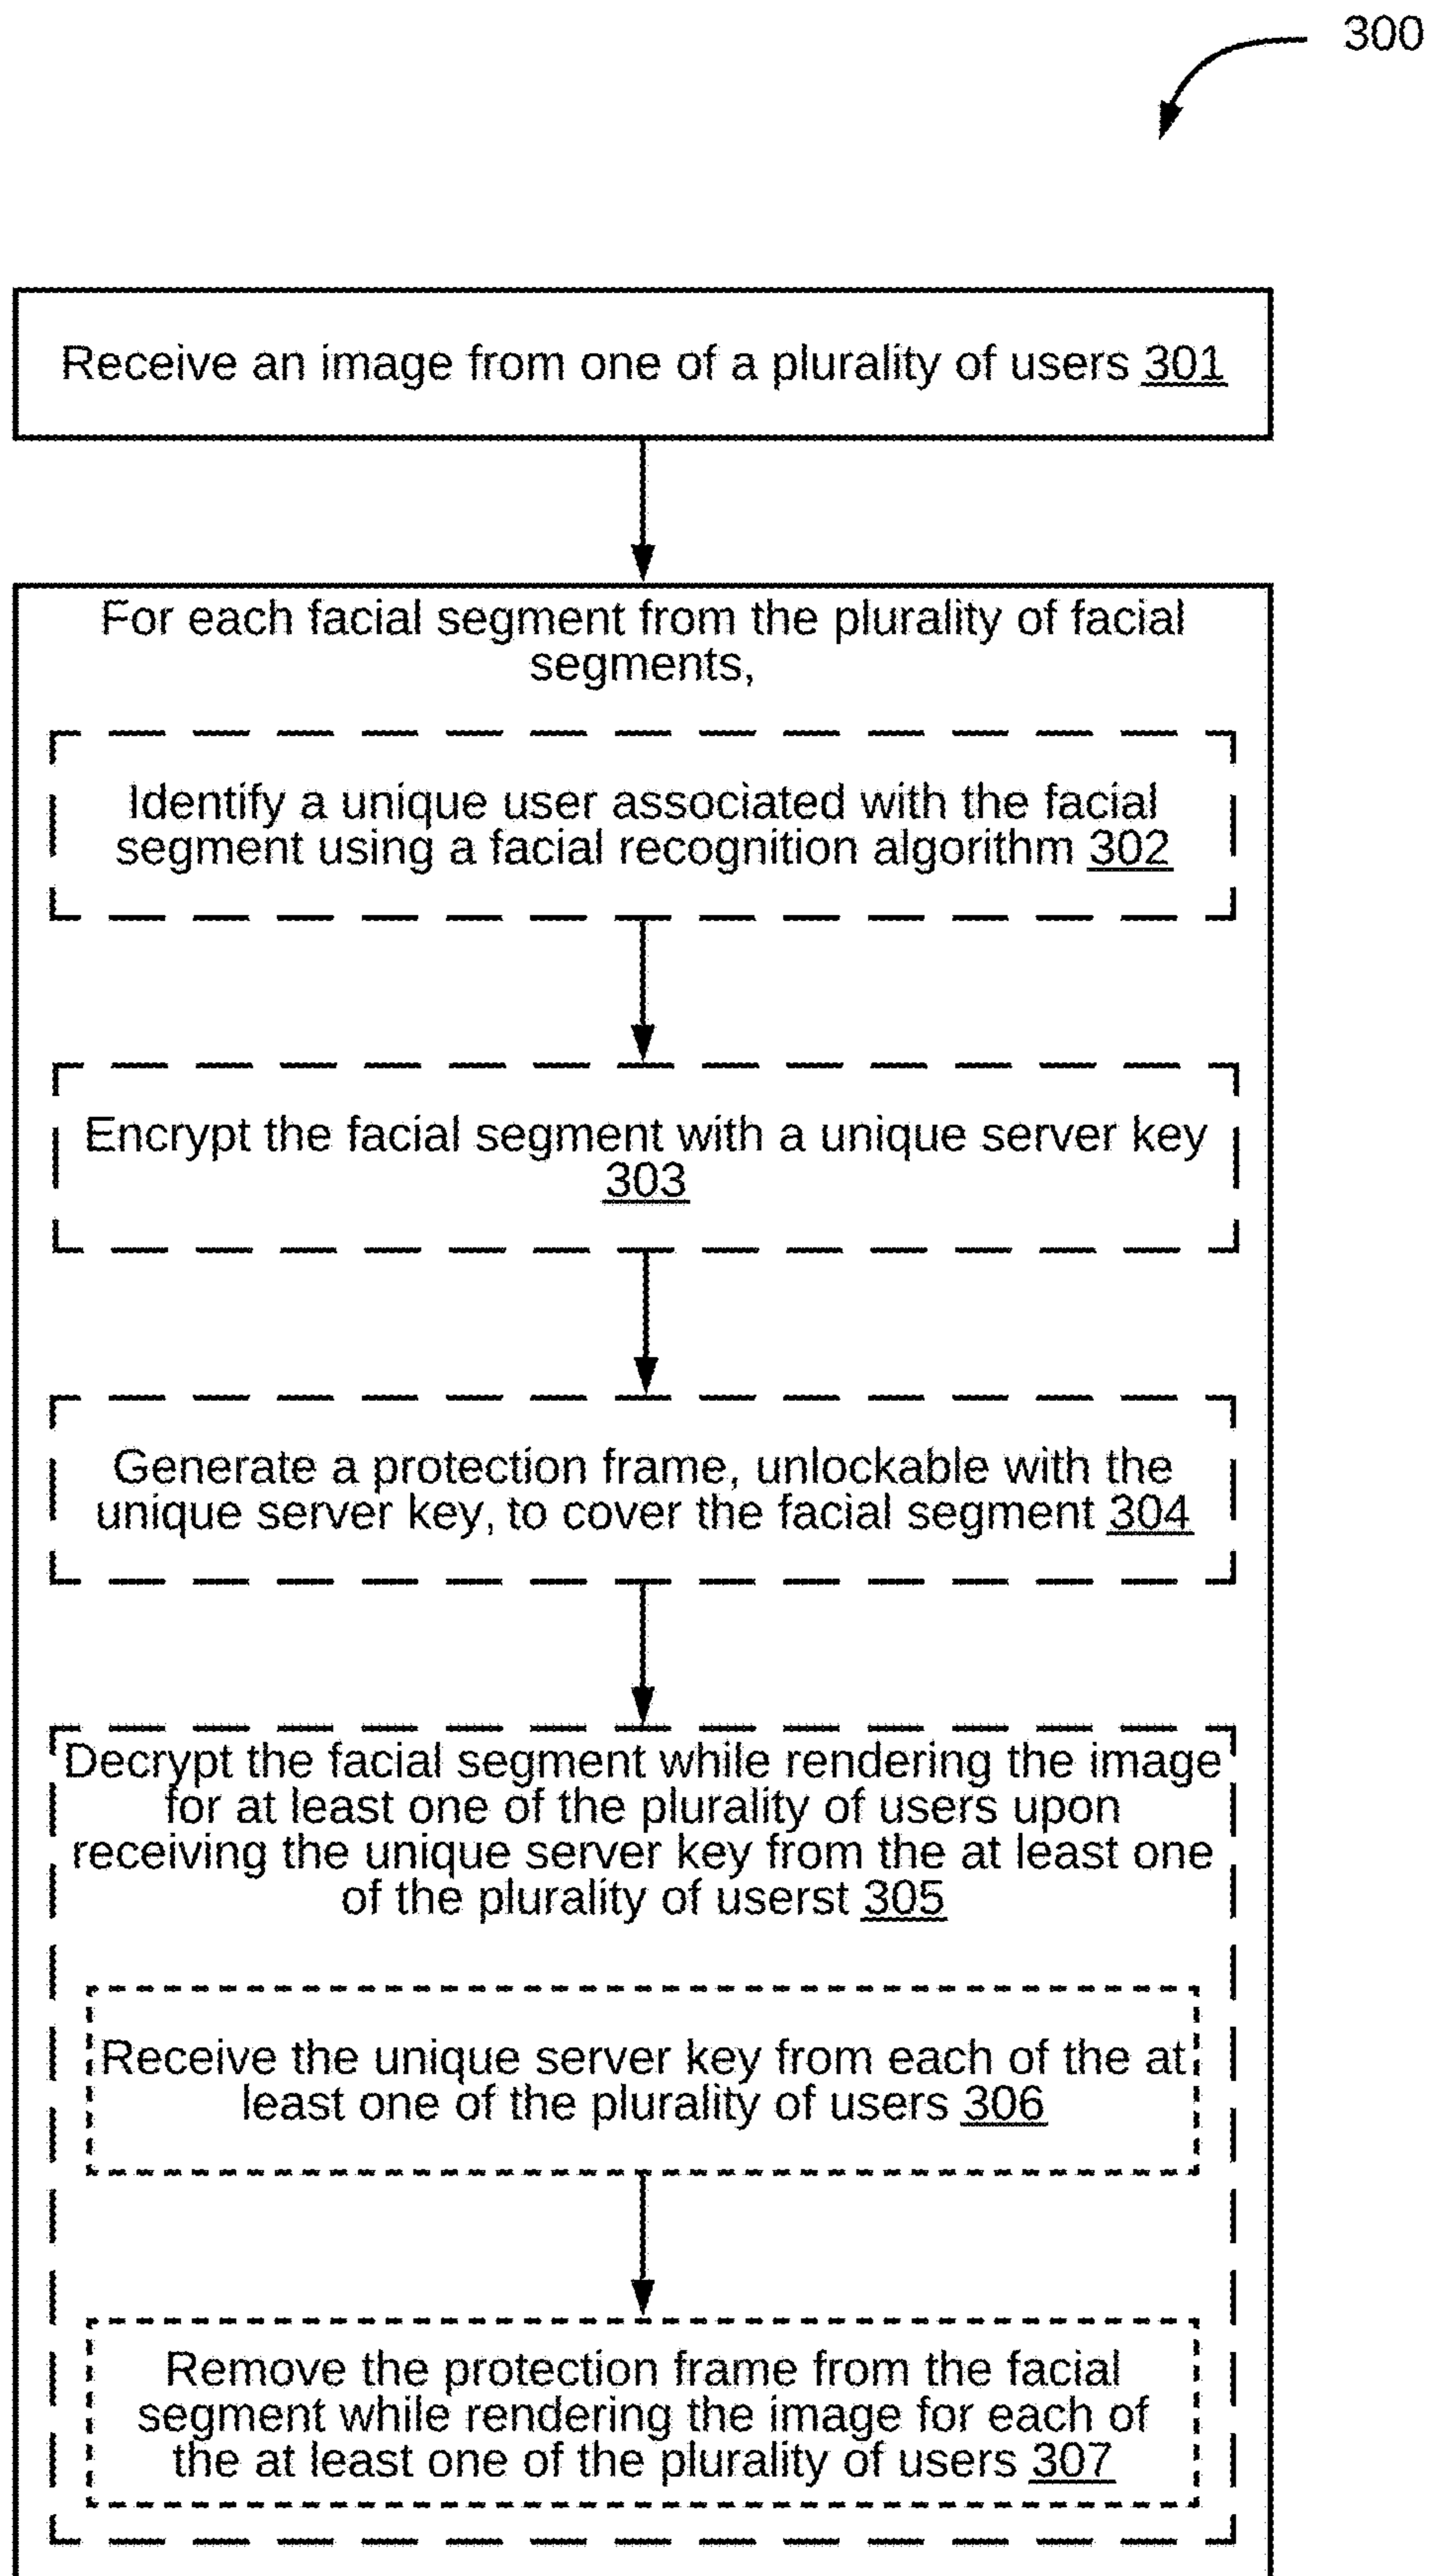 300
Receive an image from one of a plurality of users 301
For each facial segment from the plurality of facial
segments,
Identify a unique user associated with the facial
segment using a facial recognition algorithm 302
Encrypt the facial segment with a unique server key
303
Generate a protection frame, unlockable with the
unique server key, to cover the facial segment 304
Decrypt the facial segment while rendering the image
for at least one of the plurality of users upon
receiving the unique server key from the at least one
of the plurality of userst 305
Receive the unique server key from each of the at
least one of the plurality of users 306
Remove the protection frame from the facial
segment while rendering the image for each of
the at least one of the plurality of users 307